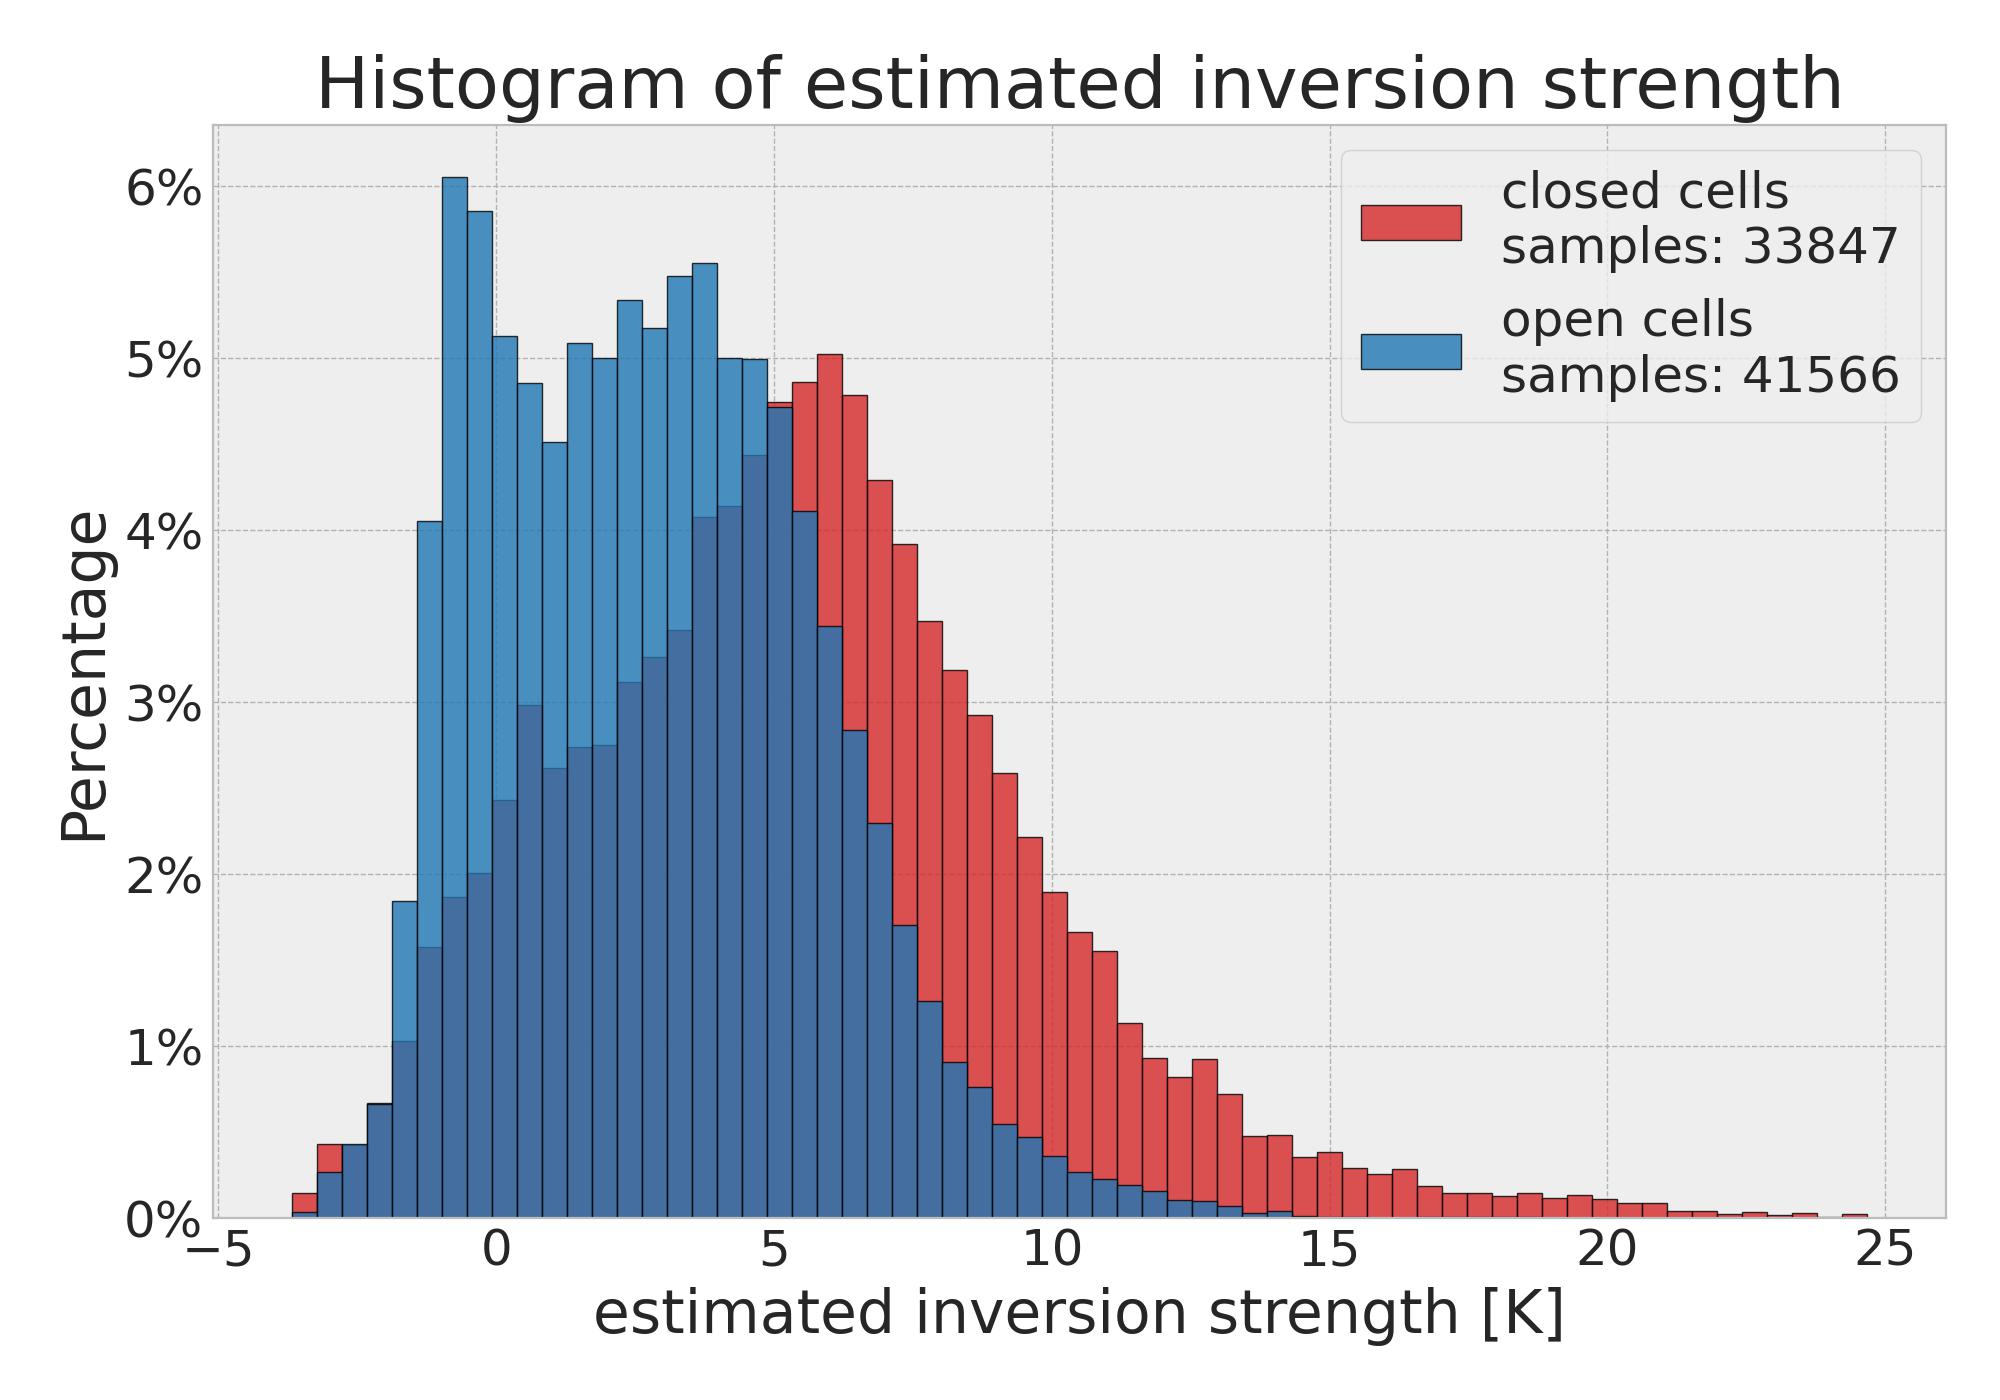 Histogram of estimated inversion strength
closed cells
samples: 33847
open cells
samples: 41566
Percentage
6%
5%
4%
3%
2%
1%
0%
−5 0 5 10 15 20 25
estimated inversion strength [K]